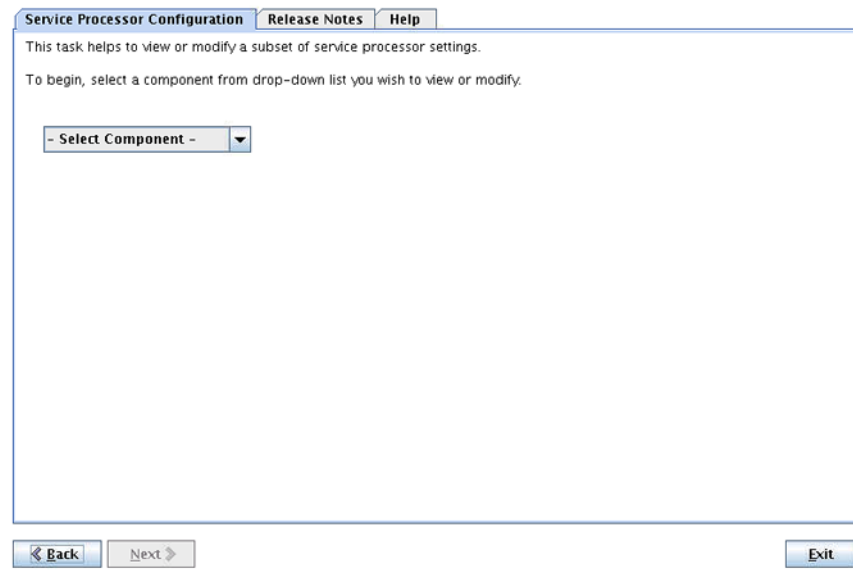 Service Processor Configuration Release Notes Help
This task helps to view or modify a subset of service processor settings.
To begin, select a component from drop-down list you wish to view or modify.
- Select Component -
Back Next Exit